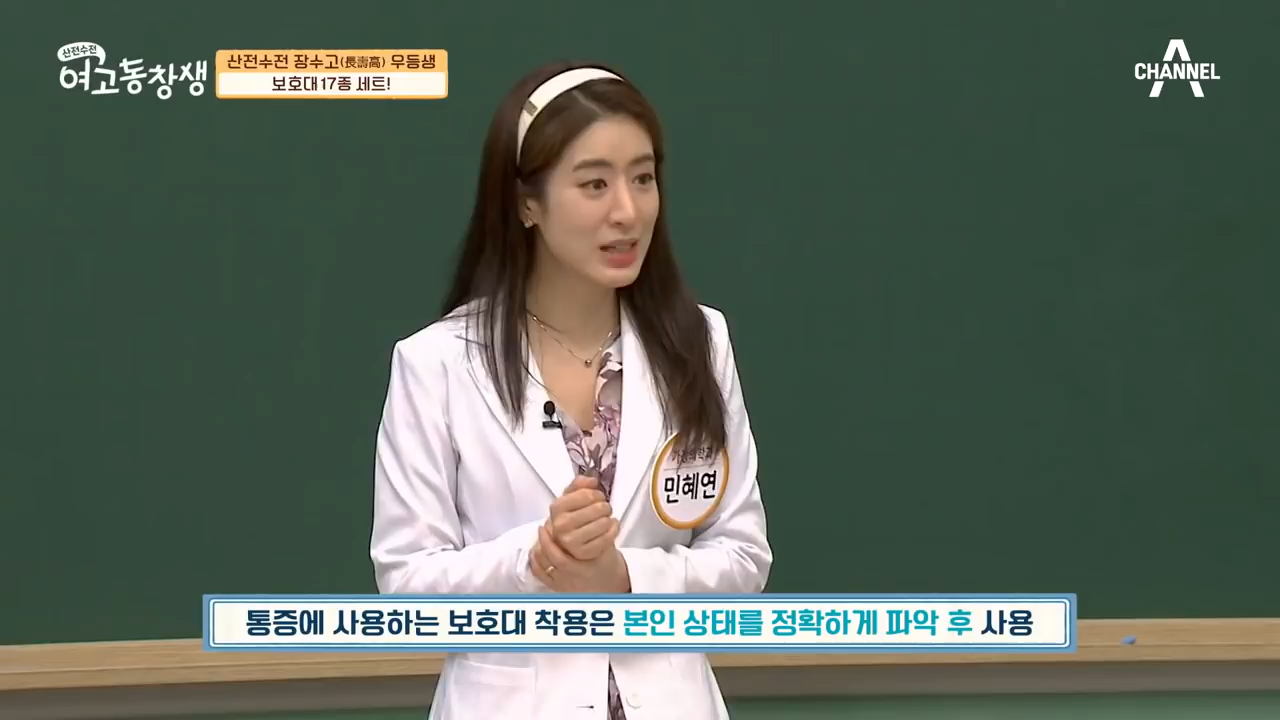 산전수전
여고동창생
산전수전 장수고(長壽高) 우등생
보호대 17종 세트!
CHANNEL A
민혜연
통증에 사용하는 보호대 착용은 본인 상태를 정확하게 파악 후 사용